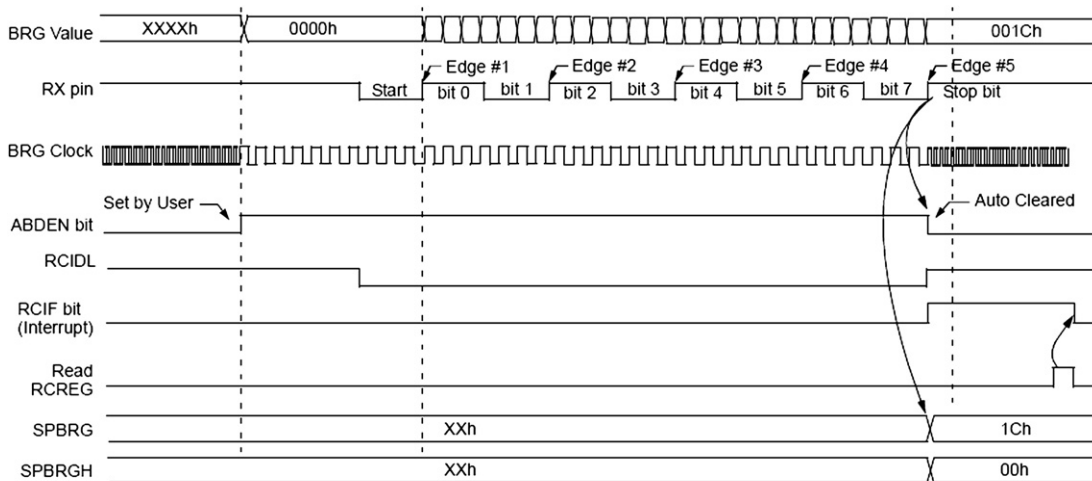 BRG Value XXXXh 0000h 001Ch
Edge #1 Edge #2 Edge #3 Edge #4 Edge #5
RX pin Start bit 0 bit 1 bit 2 bit 3 bit 4 bit 5 bit 6 bit 7 Stop bit
BRG Clock
Set by User Auto Cleared
ABDEN bit
RCIDL
RCIF bit
(Interrupt)
Read
RCREG
SPBRG XXh 1Ch
SPBRGH XXh 00h